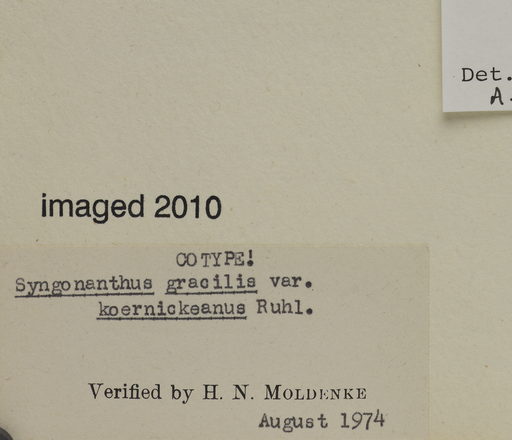 Det.
A.
imaged 2010
COTYPE!
Syngonanthus gracilis var.
koernickeanus Ruhl.
Verified by H. N. MOLDENKE
August 1974